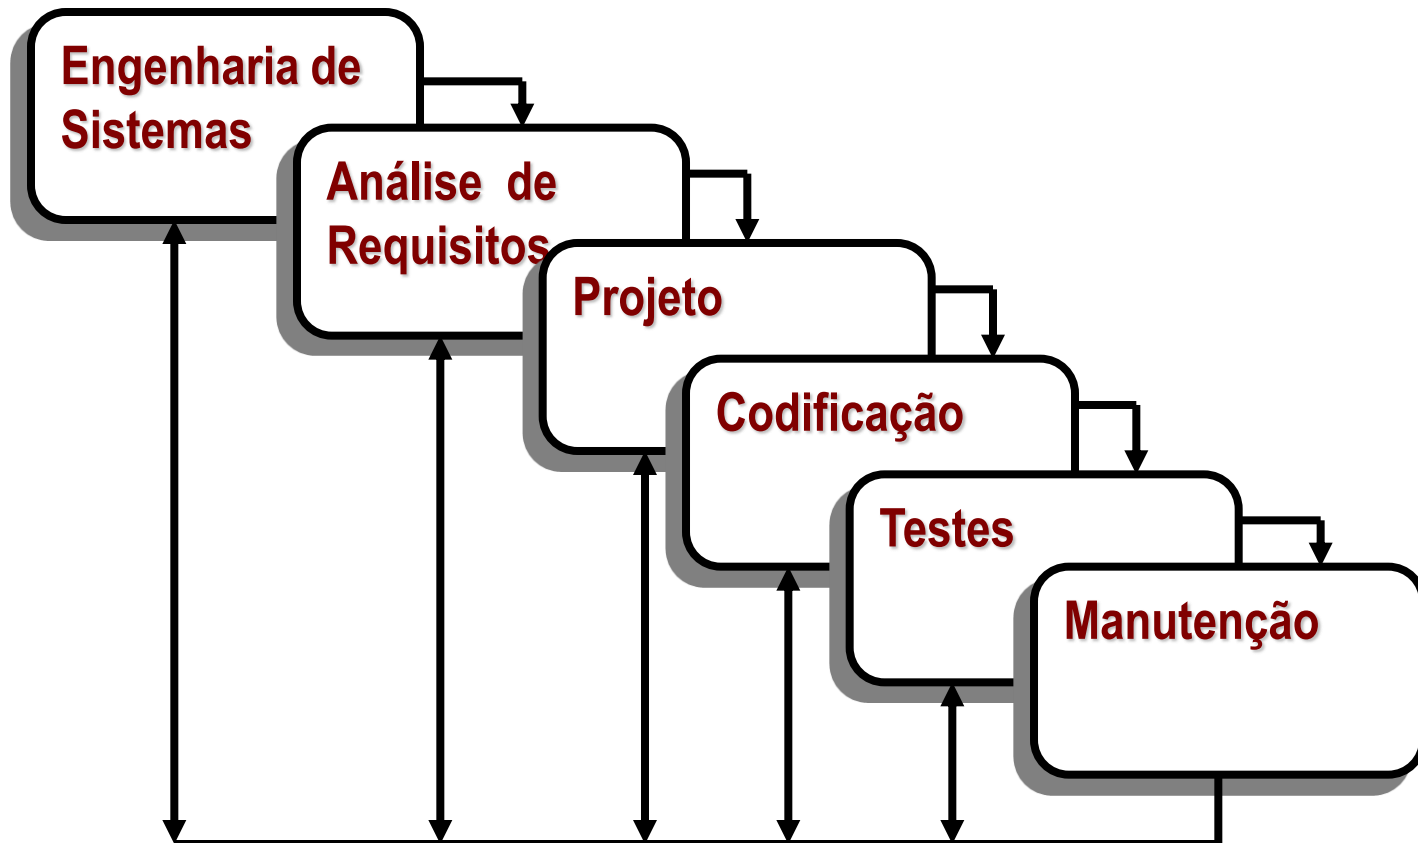 Engenharia de
Sistemas
Análise de
Requisitos
Projeto
Codificação
Testes
Manutenção